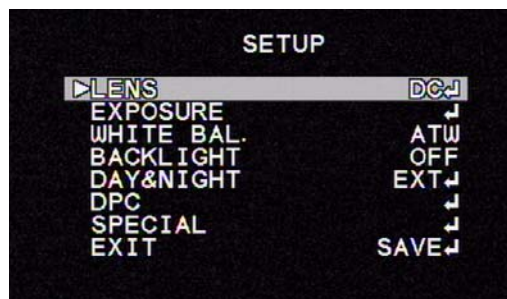 SETUP
▷LENS DC↵
EXPOSURE ↵
WHITE BAL. ATW
BACKLIGHT OFF
DAY&NIGHT EXT↵
DPC ↵
SPECIAL ↵
EXIT SAVE↵